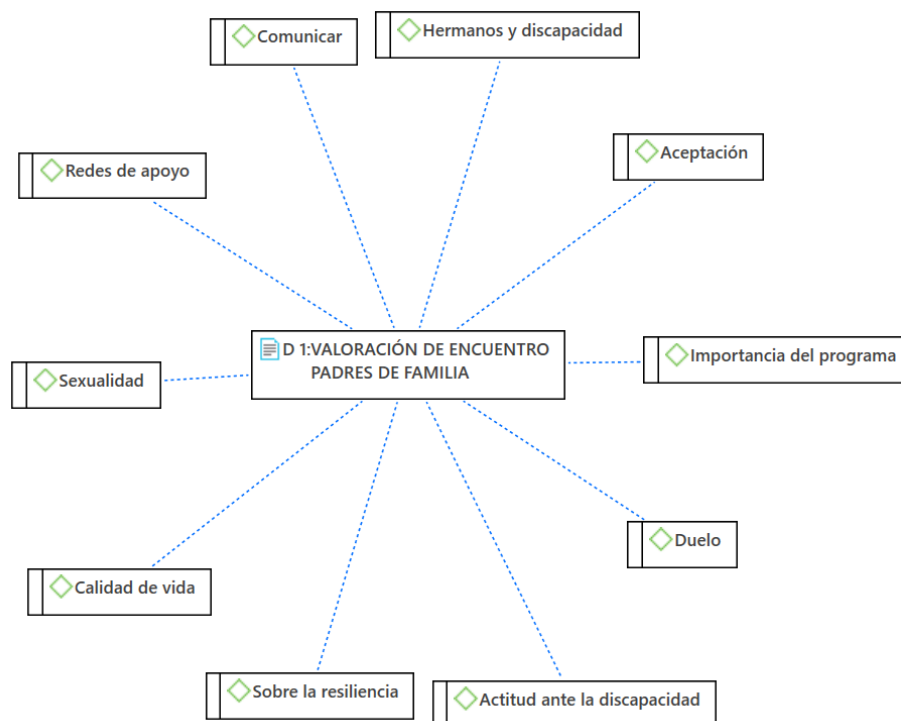 Comunicar
Hermanos y discapacidad
Redes de apoyo
Aceptación
D 1:VALORACIÓN DE ENCUENTRO
PADRES DE FAMILIA
Importancia del programa
Sexualidad
Duelo
Calidad de vida
Sobre la resiliencia
Actitud ante la discapacidad